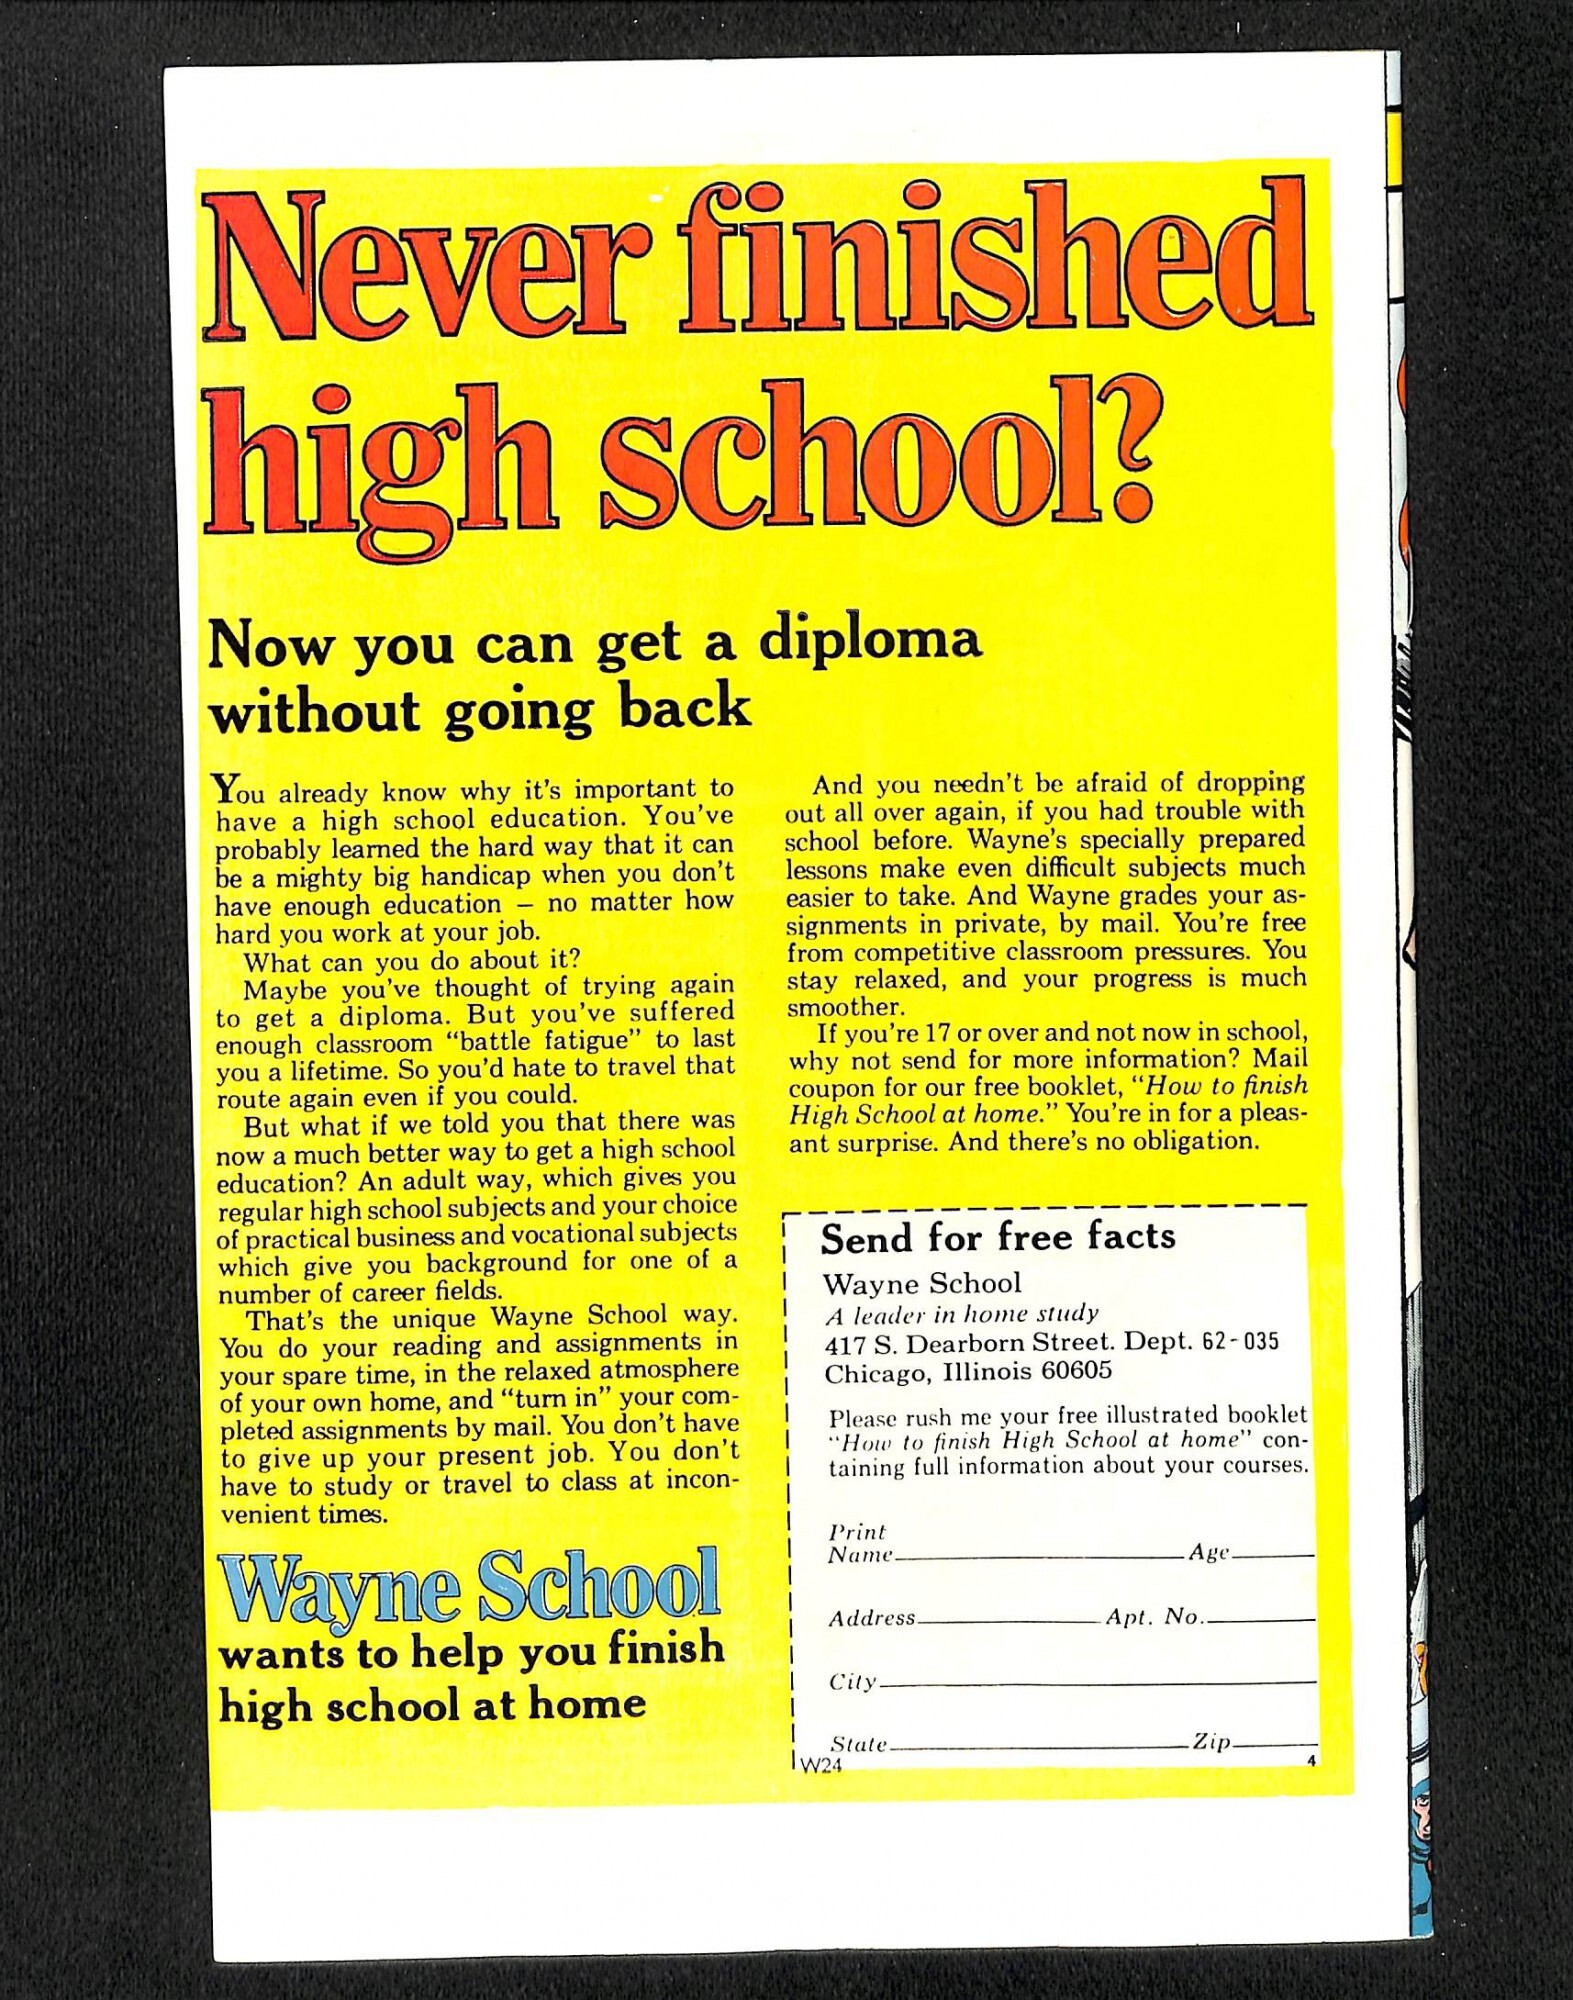 Never finished
high school?
Now you can get a diploma
without going back
You already know why it's important to
have a high school education. You've
probably learned the hard way that it can
be a mighty big handicap when you don't
have enough education – no matter how
hard you work at your job.
What can you do about it?
Maybe you've thought of trying again
to get a diploma. But you've suffered
enough classroom “battle fatigue” to last
you a lifetime. So you'd hate to travel that
route again even if you could.
But what if we told you that there was
now a much better way to get a high school
education? An adult way, which gives you
regular high school subjects and your choice
of practical business and vocational subjects
which give you background for one of a
number of career fields.
That's the unique Wayne School way.
You do your reading and assignments in
your spare time, in the relaxed atmosphere
of your own home, and “turn in” your com-
pleted assignments by mail. You don't have
to give up your present job. You don't
have to study or travel to class at incon-
venient times.
Wayne School
wants to help you finish
high school at home
And you needn't be afraid of dropping
out all over again, if you had trouble with
school before. Wayne's specially prepared
lessons make even difficult subjects much
easier to take. And Wayne grades your as-
signments in private, by mail. You're free
from competitive classroom pressures. You
stay relaxed, and your progress is much
smoother.
If you're 17 or over and not now in school,
why not send for more information? Mail
coupon for our free booklet, “How to finish
High School at home.” You're in for a pleas-
ant surprise. And there's no obligation.
Send for free facts
Wayne School
A leader in home study
417 S. Dearborn Street. Dept. 62-035
Chicago, Illinois 60605
Please rush me your free illustrated booklet
“How to finish High School at home” con-
taining full information about your courses.
Print
Name Age
Address Apt. No.
City
State Zip
W24 4